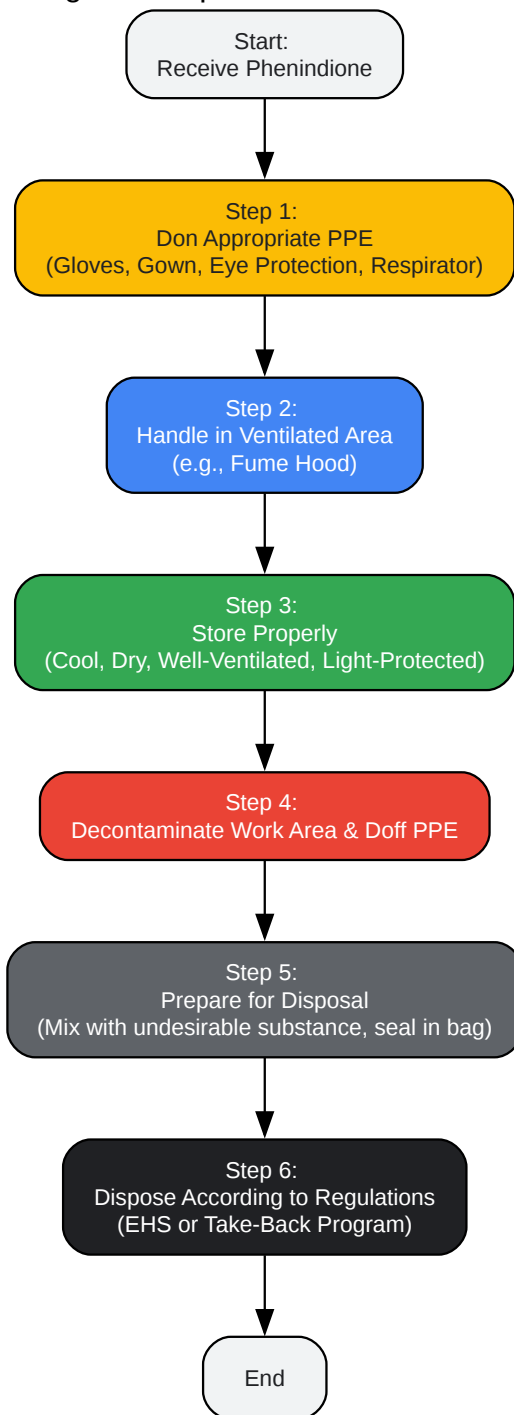 Start:
Receive Phenindione
Step 1:
Don Appropriate PPE
(Gloves, Gown, Eye Protection, Respirator)
Step 2:
Handle in Ventilated Area
(e.g., Fume Hood)
Step 3:
Store Properly
(Cool, Dry, Well-Ventilated, Light-Protected)
Step 4:
Decontaminate Work Area & Doff PPE
Step 5:
Prepare for Disposal
(Mix with undesirable substance, seal in bag)
Step 6:
Dispose According to Regulations
(EHS or Take-Back Program)
End